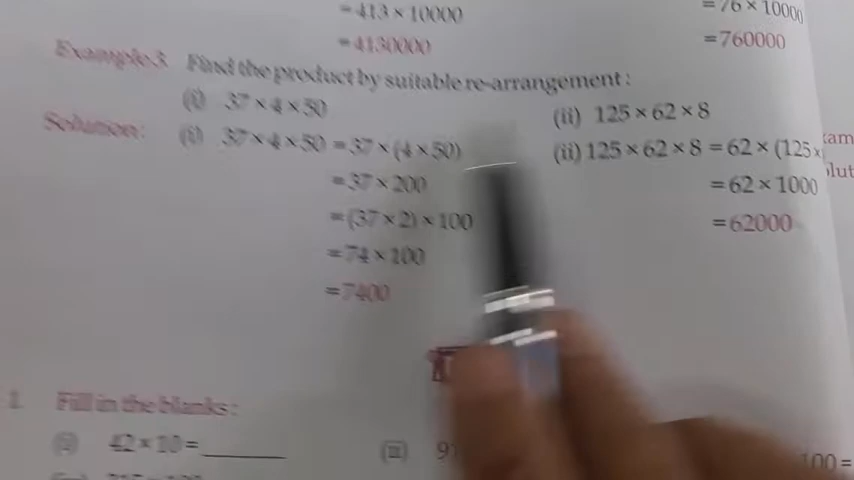 =413×10000
=76×10000
=4130000
=760000
Example3. Find the product by suitable re-arrangement :
(i) 37×4×50
(ii) 125×62×8
Solution: (i) 37×4×50 =37×(4×50)
(ii) 125×62×8 =62×(125×
=37×200
=62×1000
=(37×2)×100
=62000
=74×100
=7400
1. Fill in the blanks :
(i) 42×10=
100=